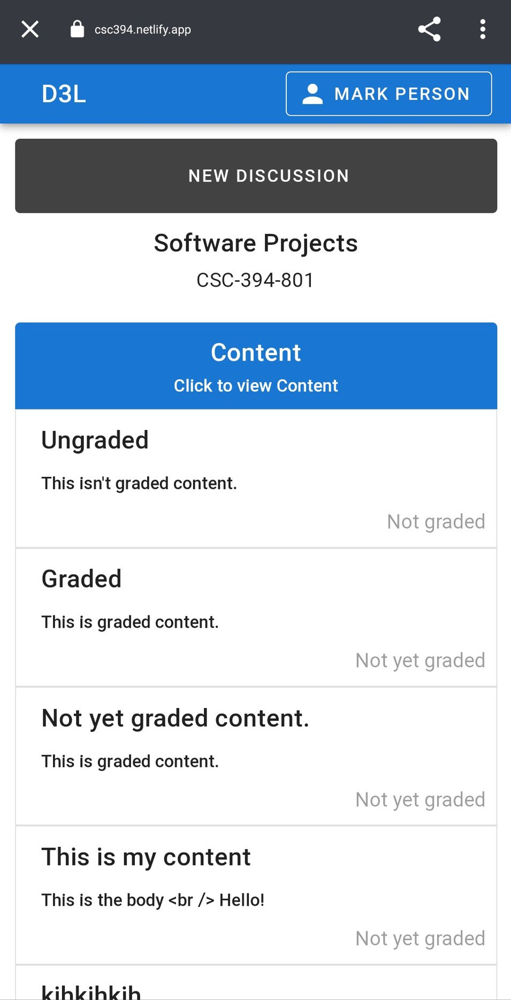 csc394.netlify.app
D3L
MARK PERSON
NEW DISCUSSION
Software Projects
CSC-394-801
Content
Click to view Content
Ungraded
This isn't graded content.
Not graded
Graded
This is graded content.
Not yet graded
Not yet graded content.
This is graded content.
Not yet graded
This is my content
This is the body <br /> Hello!
Not yet graded